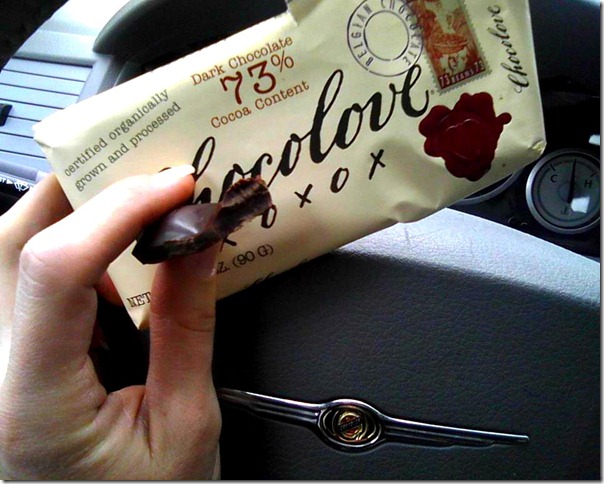 BELGIAN CHOCOLATE
Chocolove
Dark Chocolate
73%
Cocoa Content
certified organically
grown and processed
Chocolove
x o x o x
NET
Z. (90 G)